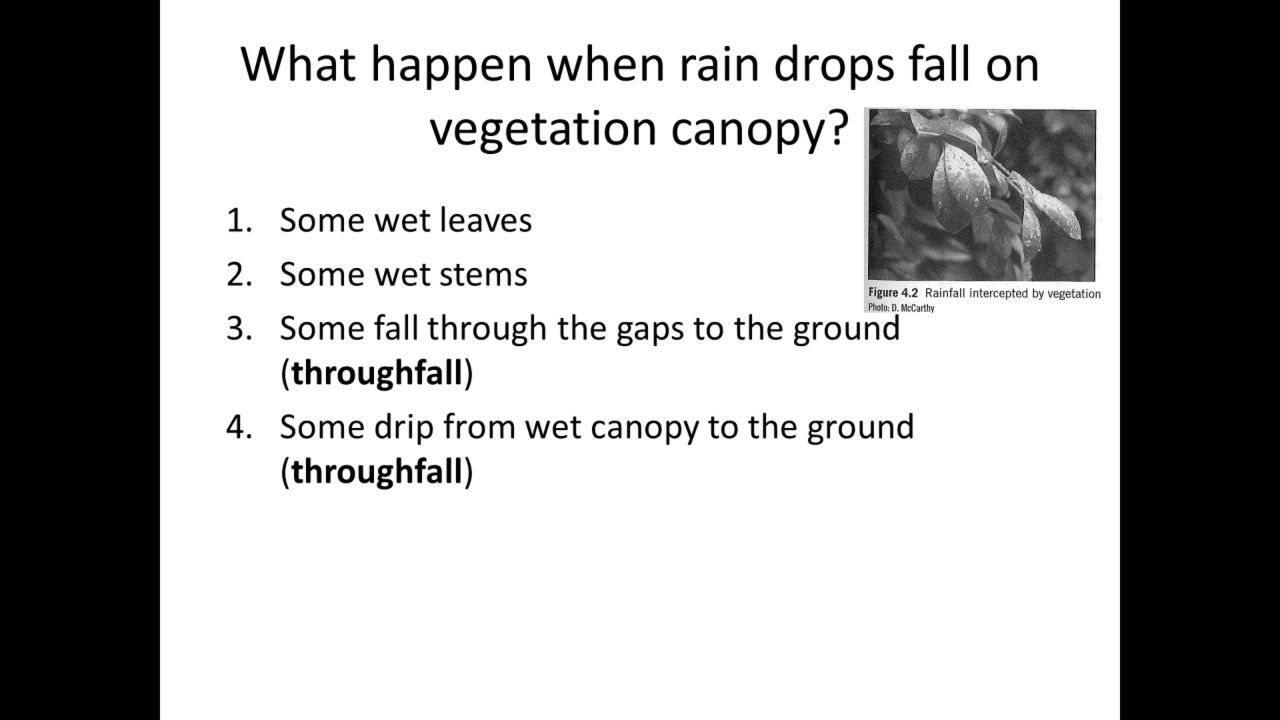 What happen when rain drops fall on
vegetation canopy?
1. Some wet leaves
2. Some wet stems
Figure 4.2 Rainfall intercepted by vegetation
Photo: D. McCarthy
3. Some fall through the gaps to the ground
(throughfall)
4. Some drip from wet canopy to the ground
(throughfall)